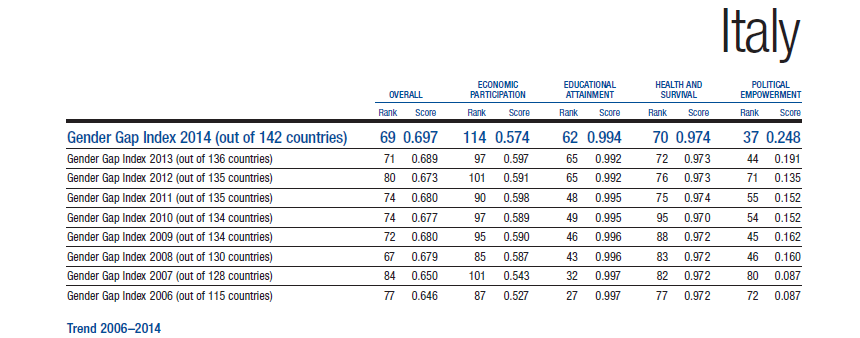 Italy
OVERALL ECONOMIC PARTICIPATION EDUCATIONAL ATTAINMENT HEALTH AND SURVIVAL POLITICAL EMPOWERMENT
Rank Score Rank Score Rank Score Rank Score Rank Score
Gender Gap Index 2014 (out of 142 countries) 69 0.697 114 0.574 62 0.994 70 0.974 37 0.248
Gender Gap Index 2013 (out of 136 countries) 71 0.689 97 0.597 65 0.992 72 0.973 44 0.191
Gender Gap Index 2012 (out of 135 countries) 80 0.673 101 0.591 65 0.992 76 0.973 71 0.135
Gender Gap Index 2011 (out of 135 countries) 74 0.680 90 0.598 48 0.995 75 0.974 55 0.152
Gender Gap Index 2010 (out of 134 countries) 74 0.677 97 0.589 49 0.995 95 0.970 54 0.152
Gender Gap Index 2009 (out of 134 countries) 72 0.680 95 0.590 46 0.996 88 0.972 45 0.162
Gender Gap Index 2008 (out of 130 countries) 67 0.679 85 0.587 43 0.996 83 0.972 46 0.160
Gender Gap Index 2007 (out of 128 countries) 84 0.650 101 0.543 32 0.997 82 0.972 80 0.087
Gender Gap Index 2006 (out of 115 countries) 77 0.646 87 0.527 27 0.997 77 0.972 72 0.087
Trend 2006–2014